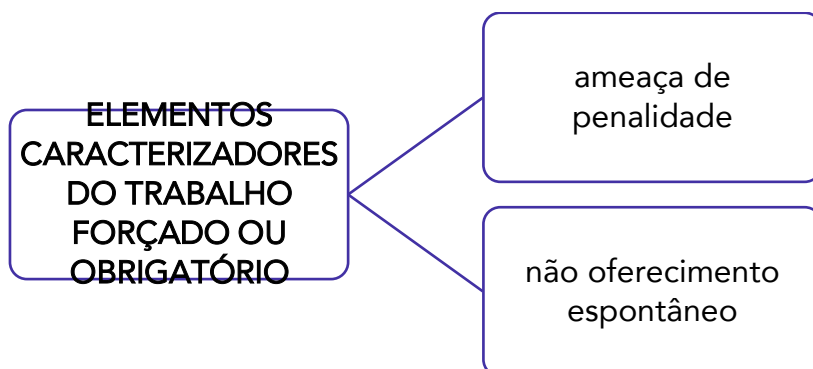 ELEMENTOS
CARACTERIZADORES
DO TRABALHO
FORÇADO OU
OBRIGATÓRIO
ameaça de
penalidade
não oferecimento
espontâneo